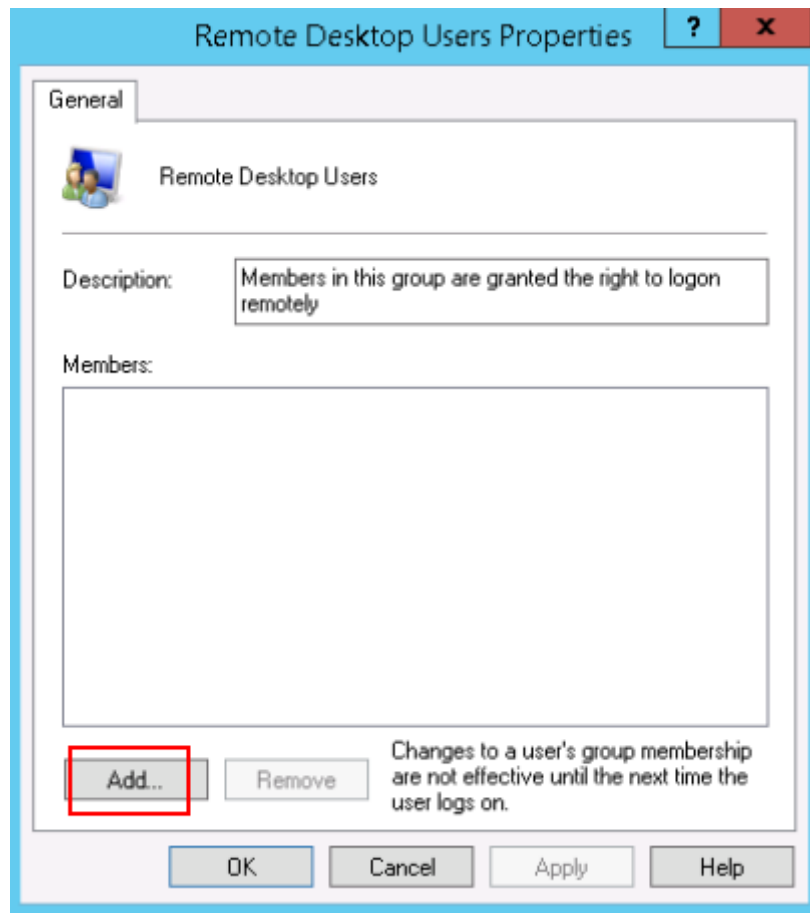 Remote Desktop Users Properties
?
x
General
Remote Desktop Users
Description:
Members in this group are granted the right to logon
remotely
Members:
Add...
Remove
Changes to a user's group membership
are not effective until the next time the
user logs on.
OK
Cancel
Apply
Help